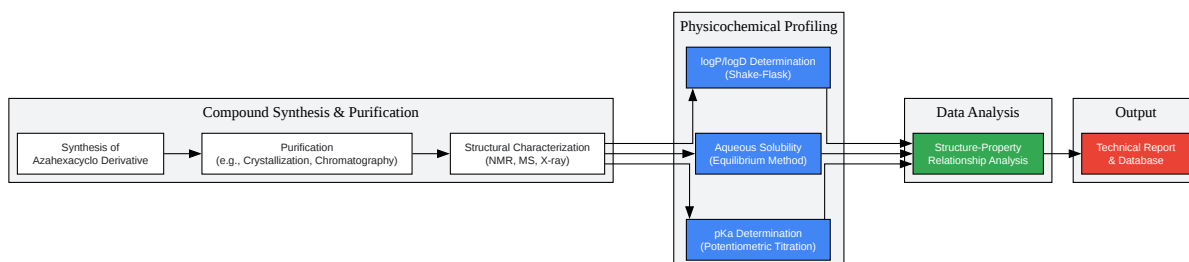 Compound Synthesis & Purification
Synthesis of
Azahexacyclo Derivative
Purification
(e.g., Crystallization, Chromatography)
Structural Characterization
(NMR, MS, X-ray)
Physicochemical Profiling
logP/logD Determination
(Shake-Flask)
Aqueous Solubility
(Equilibrium Method)
pKa Determination
(Potentiometric Titration)
Data Analysis
Structure-Property
Relationship Analysis
Output
Technical Report
& Database